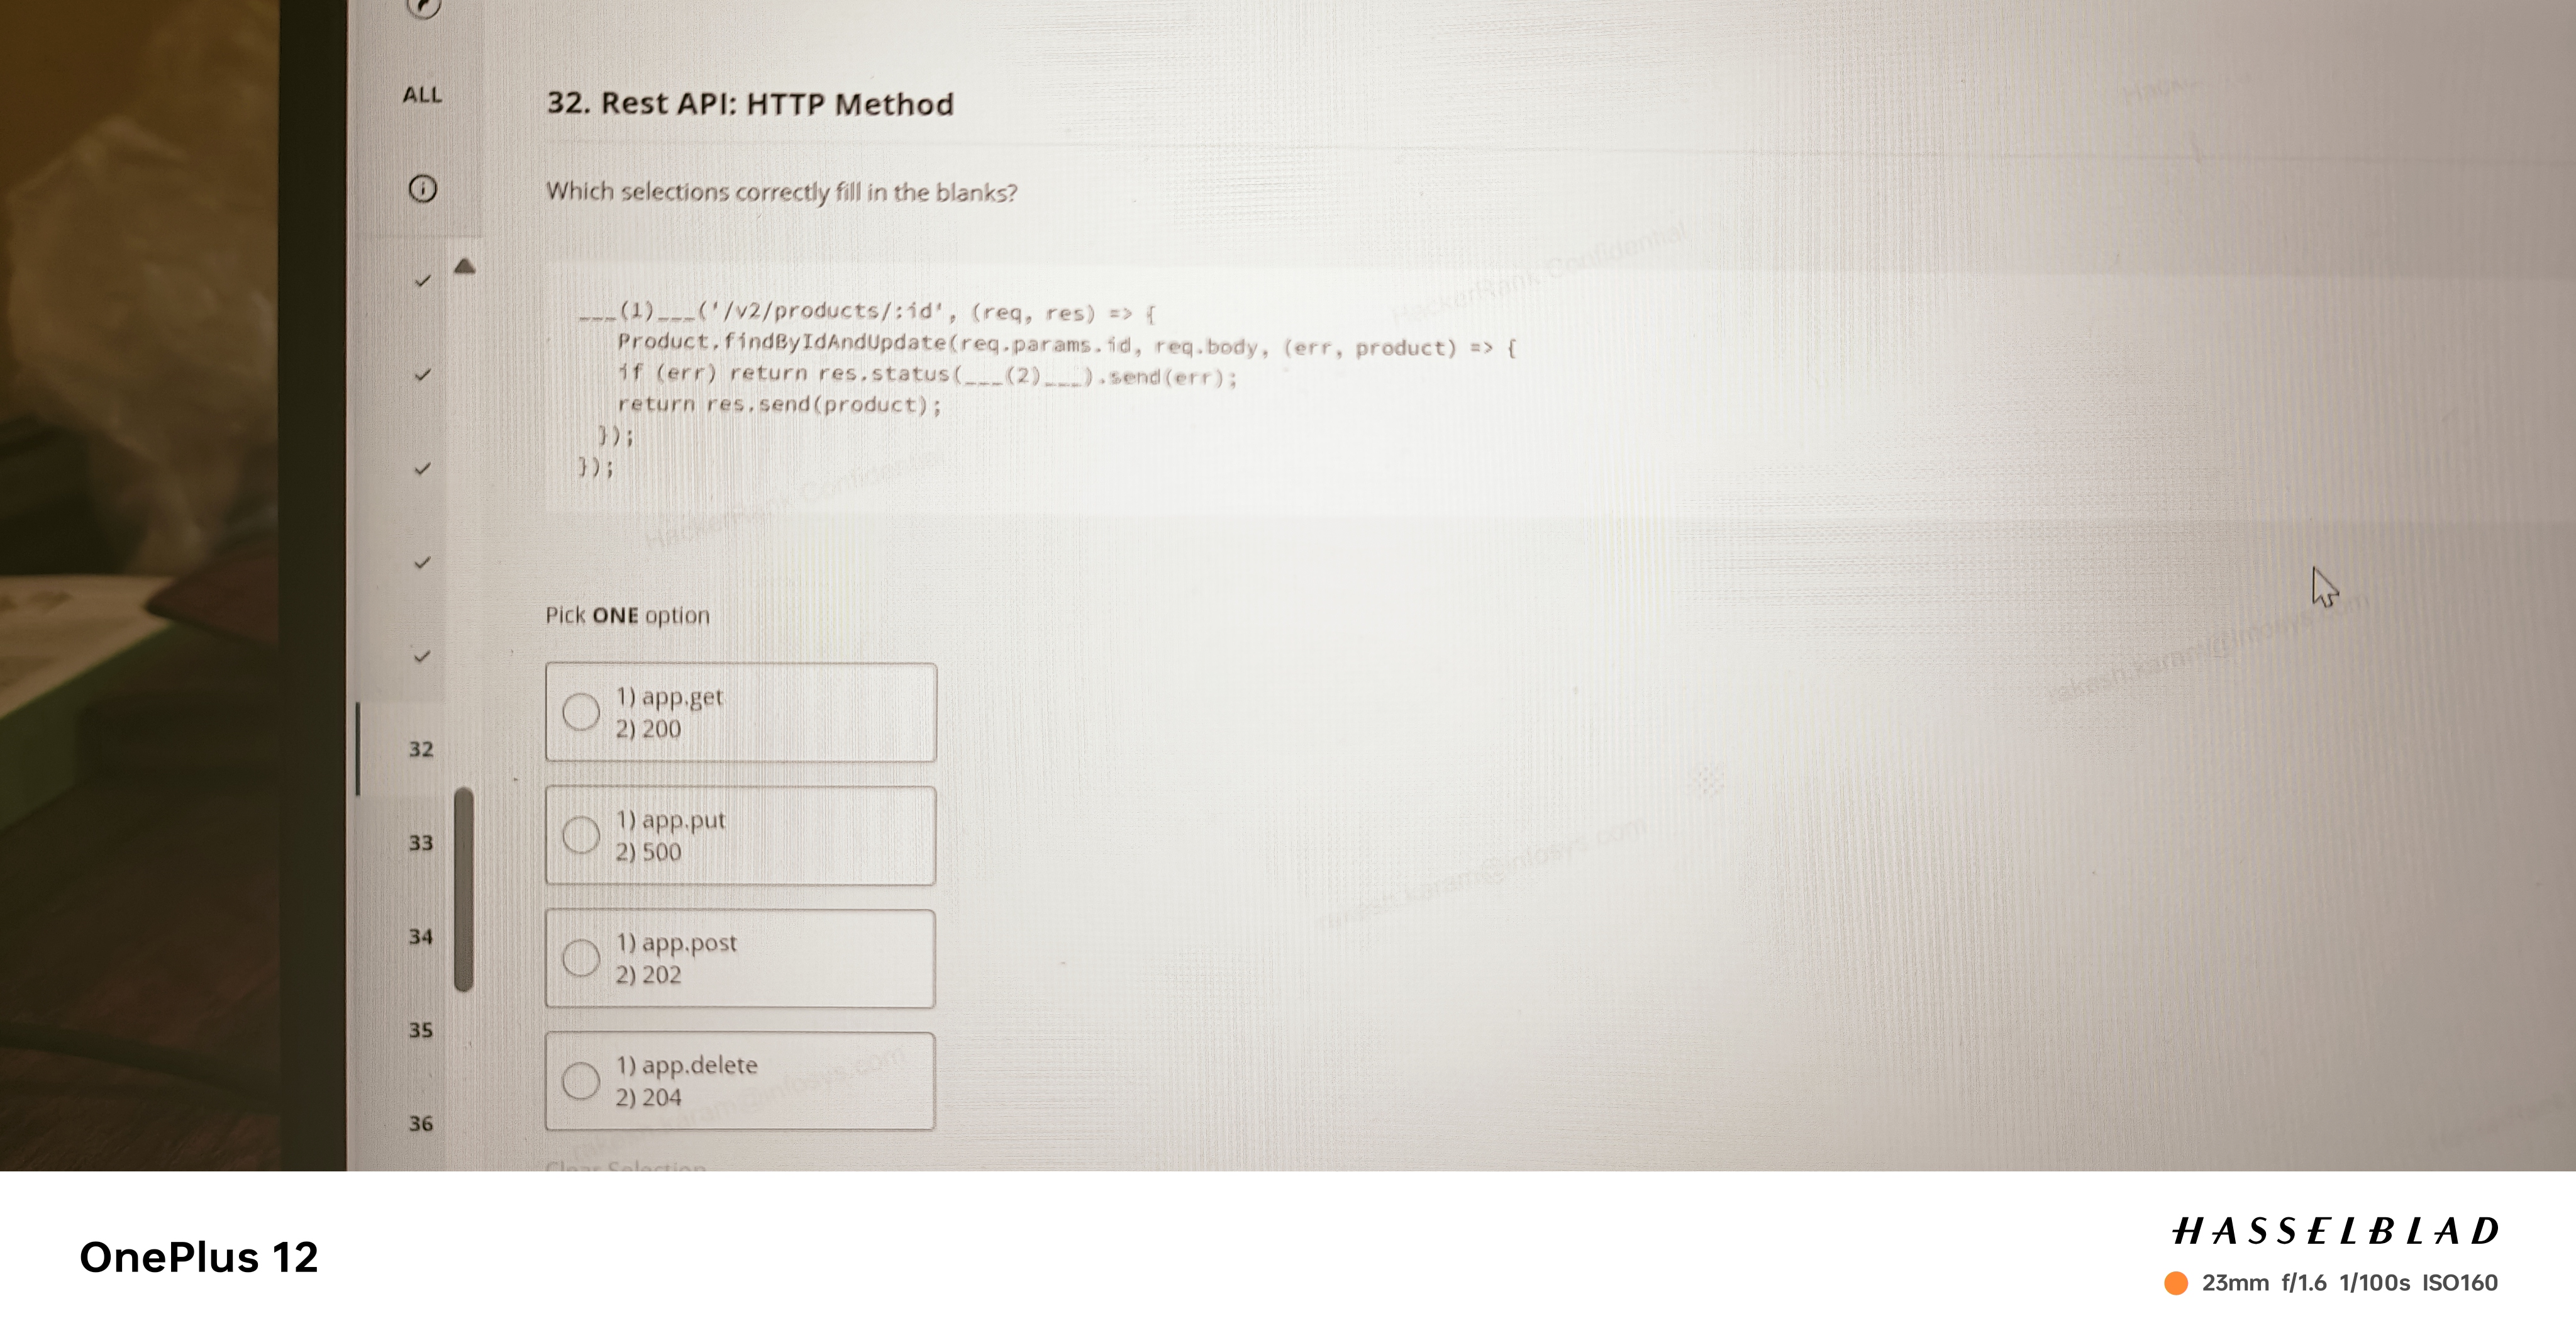 ALL
32. Rest API: HTTP Method
Which selections correctly fill in the blanks?
___(1)___('/v2/products/:id', (req, res) => {
Product.findByIdAndUpdate(req.params.id, req.body, (err, product) => {
if (err) return res.status(___(2)___).send(err);
return res.send(product);
});
});
HackerRank Confidential
HackerRank Confidential
Pick ONE option
1) app.get
2) 200
1) app.put
2) 500
1) app.post
2) 202
1) app.delete
2) 204
Clear Selection
32
33
34
35
36
OnePlus 12
HASSELBLAD
23mm f/1.6 1/100s ISO160